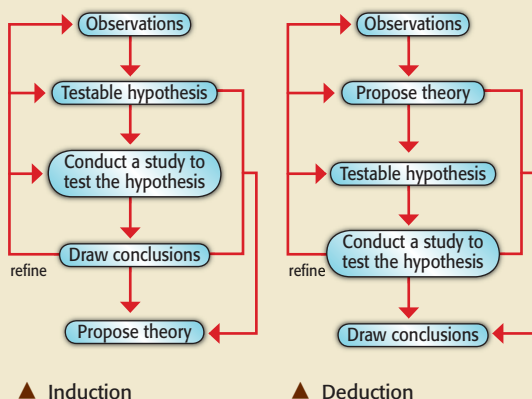 Observations
Testable hypothesis
Conduct a study to
test the hypothesis
Draw conclusions
refine
Propose theory
Induction
Observations
Propose theory
Testable hypothesis
Conduct a study to
test the hypothesis
refine
Draw conclusions
Deduction